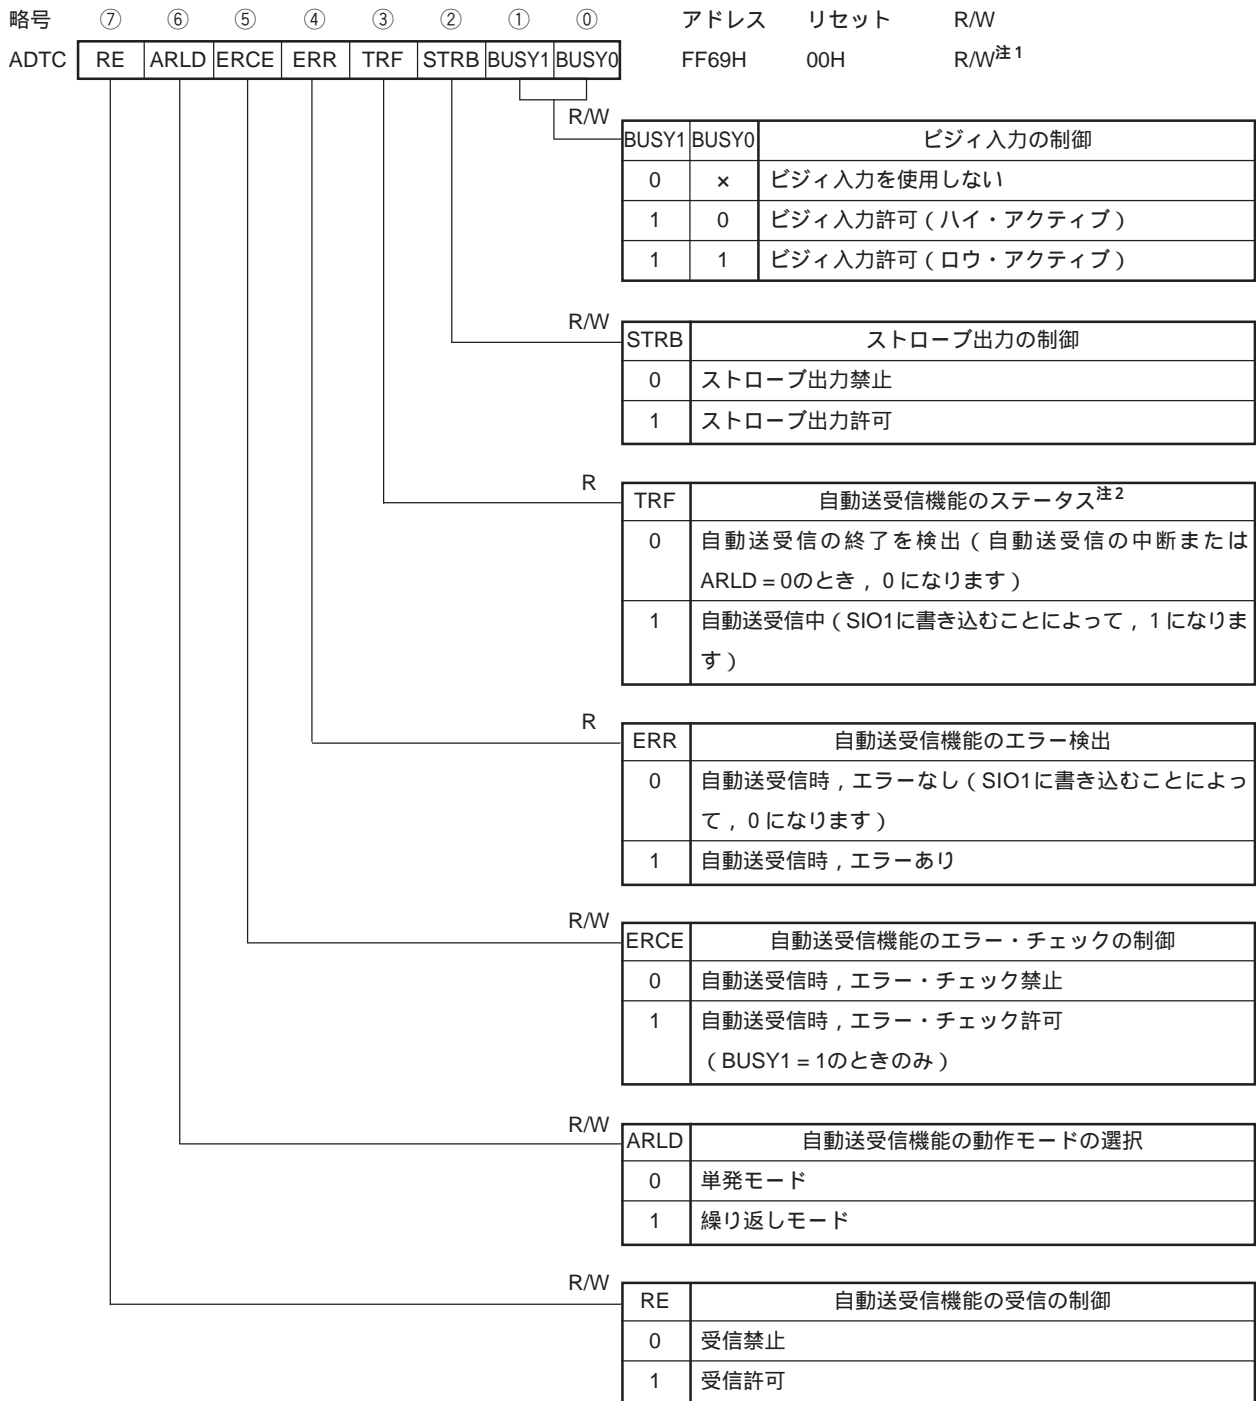 略号 ⑦ ⑥ ⑤ ④ ③ ② ① ⓪ アドレス リセット R/W
ADTC RE ARLD ERCE ERR TRF STRB BUSY1 BUSY0 FF69H 00H R/W注1
R/W
BUSY1 BUSY0 ビジィ入力の制御
0 × ビジィ入力を使用しない
1 0 ビジィ入力許可（ハイ・アクティブ）
1 1 ビジィ入力許可（ロウ・アクティブ）
R/W
STRB ストローブ出力の制御
0 ストローブ出力禁止
1 ストローブ出力許可
R
TRF 自動送受信機能のステータス注2
0 自動送受信の終了を検出（自動送受信の中断または
ARLD = 0のとき，0 になります）
1 自動送受信中（SIO1に書き込むことによって，1 になりま
す）
R
ERR 自動送受信機能のエラー検出
0 自動送受信時，エラーなし（SIO1に書き込むことによっ
て，0 になります）
1 自動送受信時，エラーあり
R/W
ERCE 自動送受信機能のエラー・チェックの制御
0 自動送受信時，エラー・チェック禁止
1 自動送受信時，エラー・チェック許可
（BUSY1 = 1のときのみ）
R/W
ARLD 自動送受信機能の動作モードの選択
0 単発モード
1 繰り返しモード
R/W
RE 自動送受信機能の受信の制御
0 受信禁止
1 受信許可